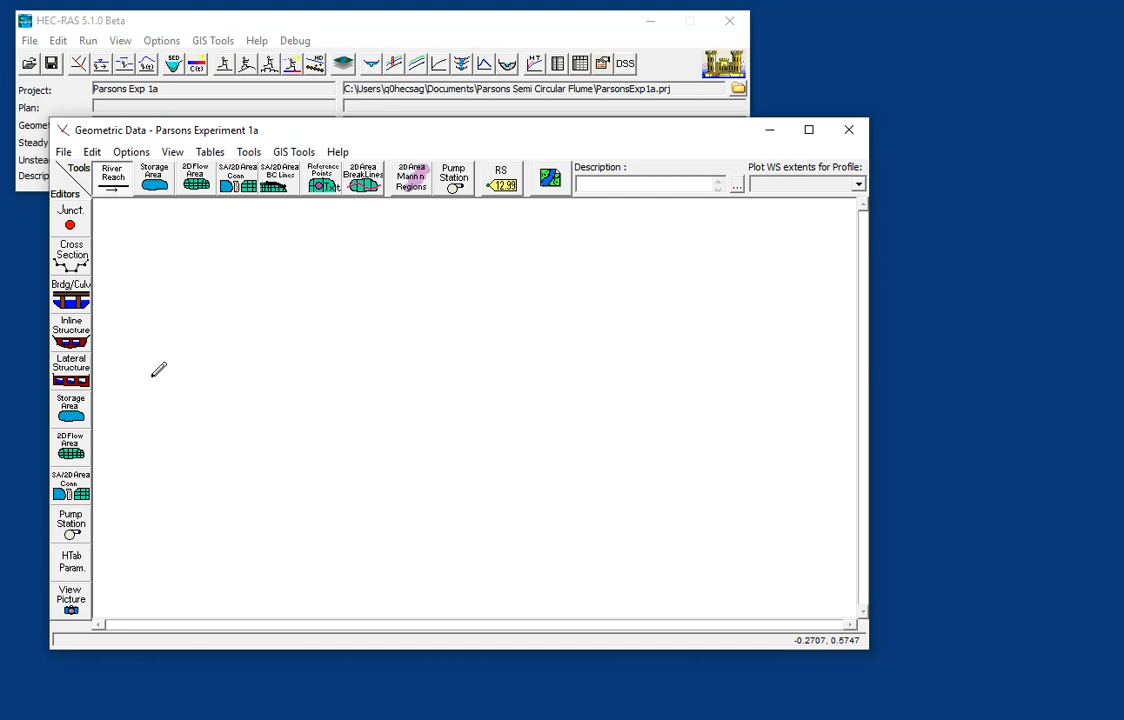 HEC-RAS 5.1.0 Beta
File Edit Run View Options GIS Tools Help Debug
SED C(t) HD H.T. DSS
Project: Parsons Exp 1a C:\Users\q0hecsag\Documents\Parsons Semi Circular Flume\ParsonsExp1a.prj
Plan:
Geomet
Steady
Unstea
Descrip
Geometric Data - Parsons Experiment 1a
File Edit Options View Tables Tools GIS Tools Help
Tools
Editors
River Reach
Storage Area
2D Flow Area
SA/2D Area Conn
SA/2D Area BC Lines
Reference Points
2D Area BreakLines
2D Area Mann n Regions
Pump Station
RS 12.99
Description :
...
Plot WS extents for Profile:
Junct.
Cross Section
Brdg/Culv
Inline Structure
Lateral Structure
Storage Area
2D Flow Area
SA/2D Area Conn
Pump Station
HTab Param.
View Picture
-0.2707, 0.5747